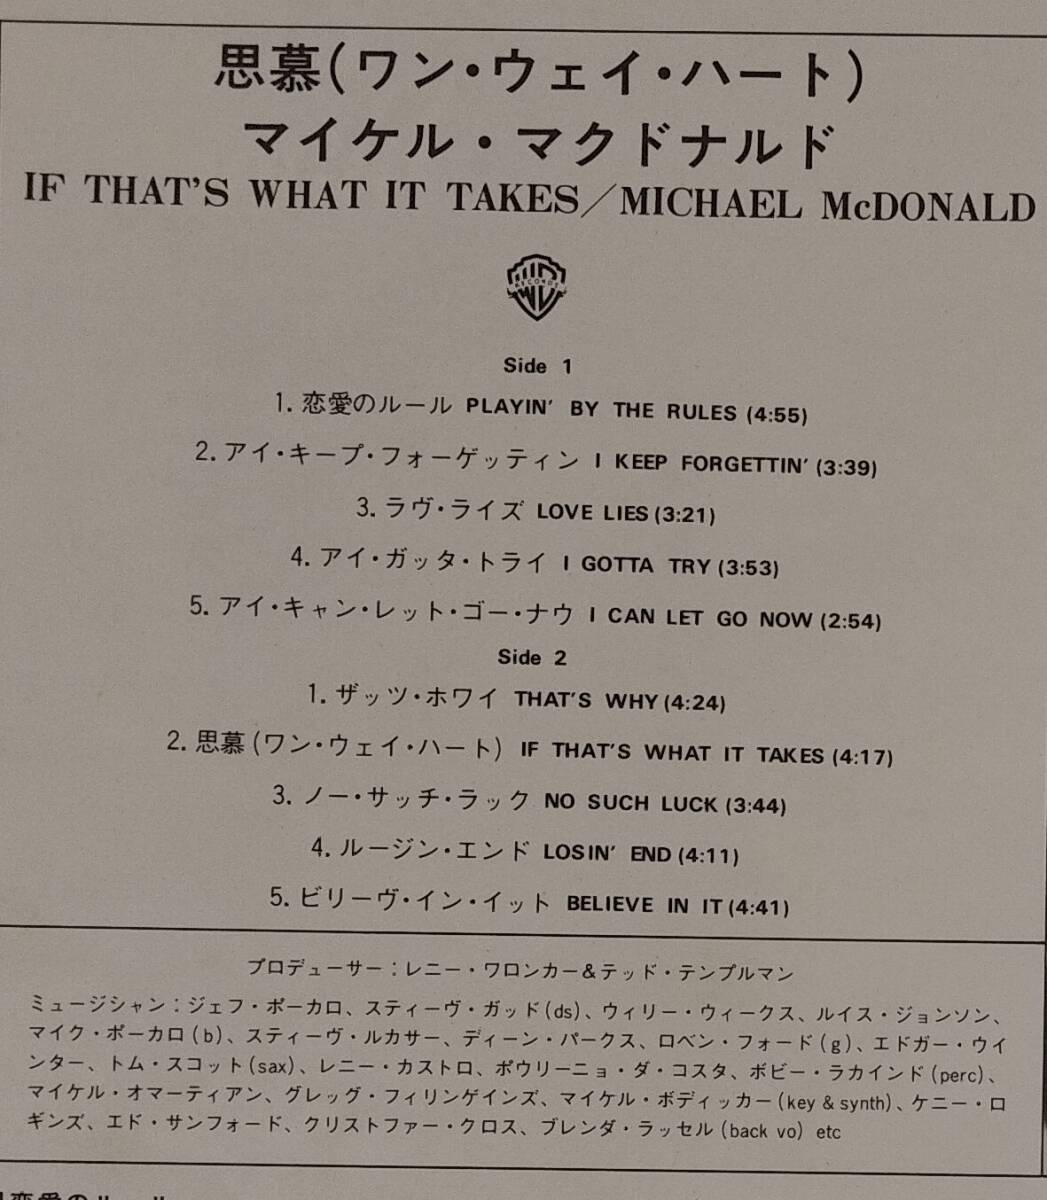 思慕(ワン・ウェイ・ハート)
マイケル・マクドナルド
IF THAT'S WHAT IT TAKES／MICHAEL McDONALD
RECORDS
Side 1
1. 恋愛のルール PLAYIN' BY THE RULES (4:55)
2. アイ・キープ・フォーゲッティン I KEEP FORGETTIN' (3:39)
3. ラヴ・ライズ LOVE LIES (3:21)
4. アイ・ガッタ・トライ I GOTTA TRY (3:53)
5. アイ・キャン・レット・ゴー・ナウ I CAN LET GO NOW (2:54)
Side 2
1. ザッツ・ホワイ THAT'S WHY (4:24)
2. 思慕(ワン・ウェイ・ハート) IF THAT'S WHAT IT TAKES (4:17)
3. ノー・サッチ・ラック NO SUCH LUCK (3:44)
4. ルージン・エンド LOSIN' END (4:11)
5. ビリーヴ・イン・イット BELIEVE IN IT (4:41)
プロデューサー：レニー・ワロンカー&テッド・テンプルマン
ミュージシャン：ジェフ・ポーカロ、スティーヴ・ガッド(ds)、ウィリー・ウィークス、ルイス・ジョンソン、
マイク・ポーカロ(b)、スティーヴ・ルカサー、ディーン・パークス、ロベン・フォード(g)、エドガー・ウイ
ンター、トム・スコット(sax)、レニー・カストロ、ポウリーニョ・ダ・コスタ、ボビー・ラカインド(perc)、
マイケル・オマーティアン、グレッグ・フィリンゲインズ、マイケル・ボディッカー(key & synth)、ケニー・ロ
ギンズ、エド・サンフォード、クリストファー・クロス、ブレンダ・ラッセル(back vo) etc